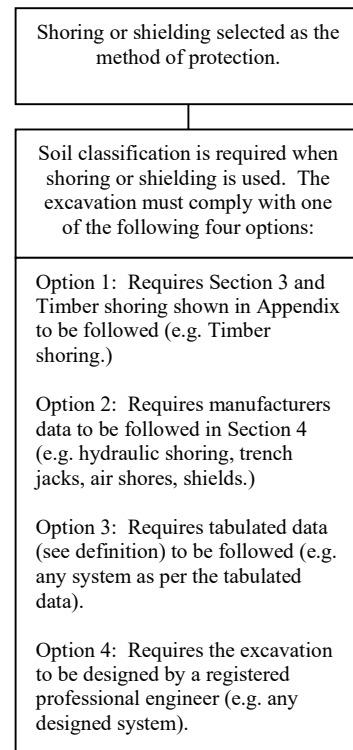 Shoring or shielding selected as the
method of protection.
Soil classification is required when
shoring or shielding is used.  The
excavation must comply with one
of the following four options:
Option 1:  Requires Section 3 and
Timber shoring shown in Appendix
to be followed (e.g. Timber
shoring.)
Option 2:  Requires manufacturers
data to be followed in Section 4
(e.g. hydraulic shoring, trench
jacks, air shores, shields.)
Option 3:  Requires tabulated data
(see definition) to be followed (e.g.
any system as per the tabulated
data).
Option 4:  Requires the excavation
to be designed by a registered
professional engineer (e.g. any
designed system).